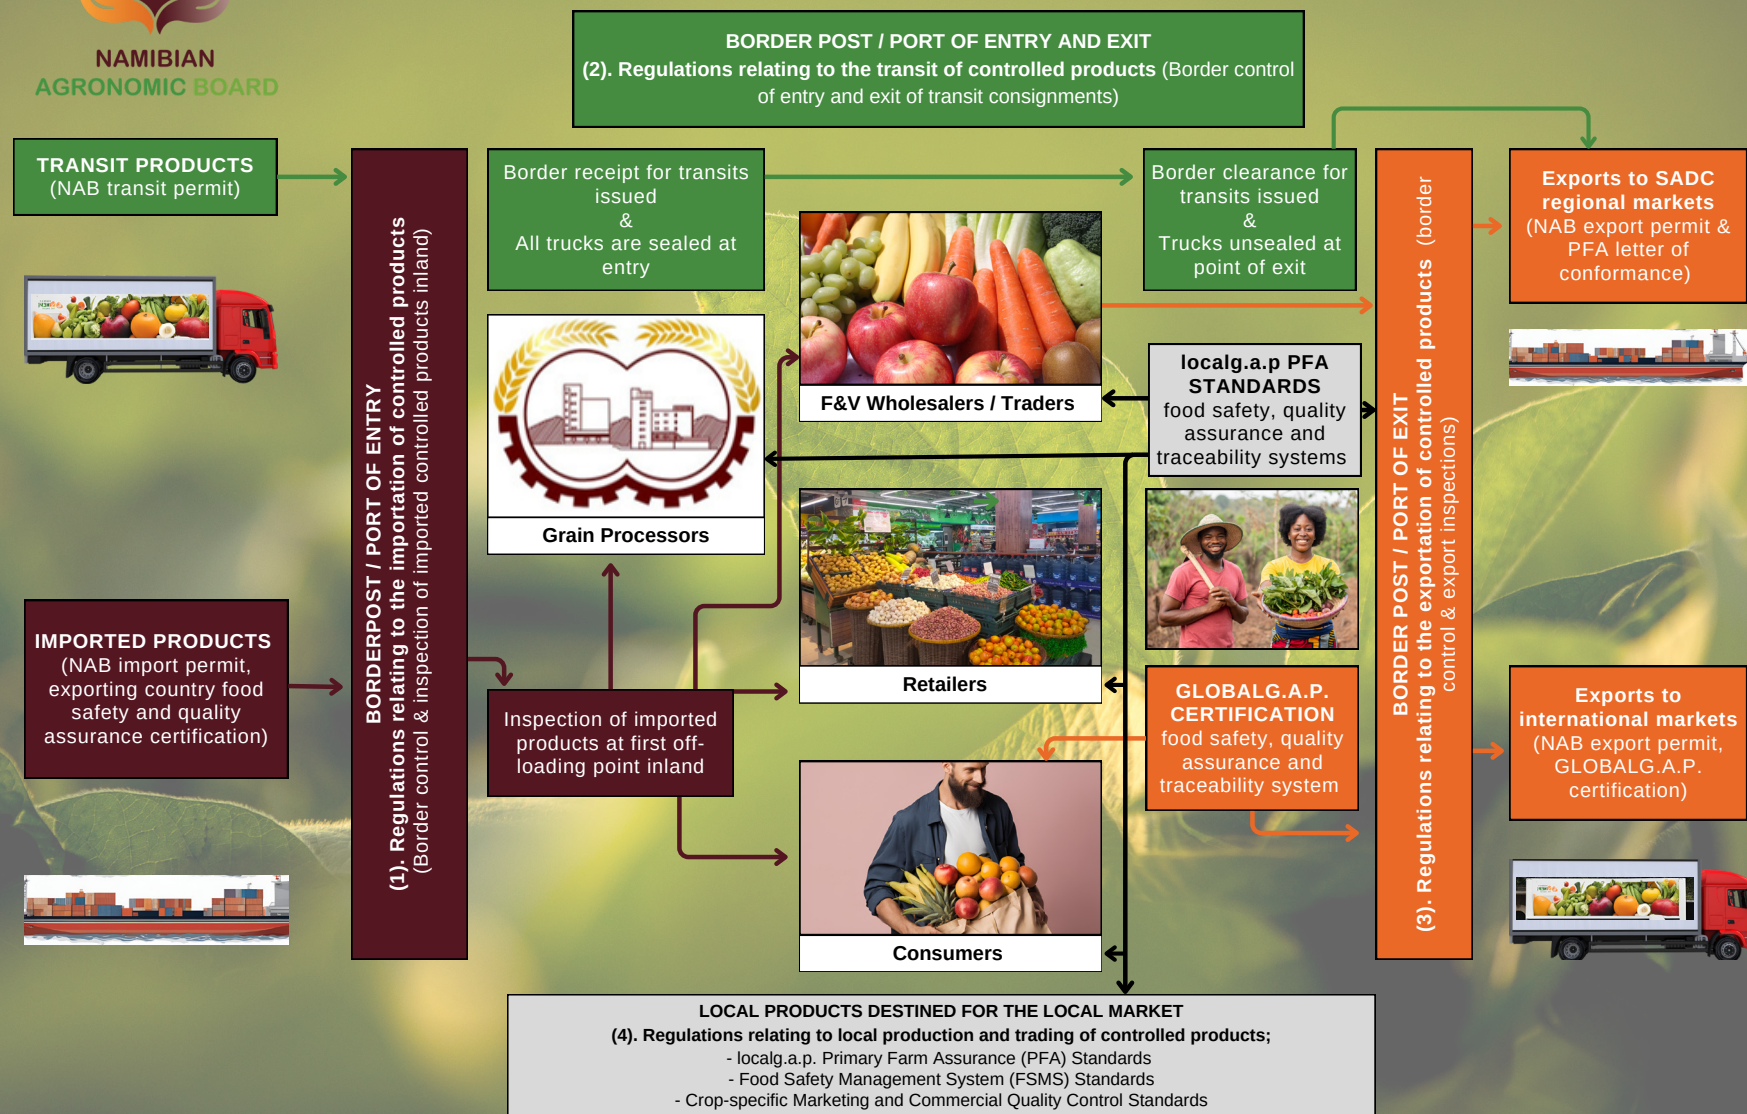 NAMIBIAN
AGRONOMIC BOARD
BORDER POST / PORT OF ENTRY AND EXIT
(2). Regulations relating to the transit of controlled products (Border control
of entry and exit of transit consignments)
TRANSIT PRODUCTS
(NAB transit permit)
BORDERPOST / PORT OF ENTRY
(1). Regulations relating to the importation of controlled products
(Border control & inspection of imported controlled products inland)
Border receipt for transits
issued
&
All trucks are sealed at
entry
Border clearance for
transits issued
&
Trucks unsealed at
point of exit
BORDER POST / PORT OF EXIT
(3). Regulations relating to the exportation of controlled products (border
control & export inspections)
Exports to SADC
regional markets
(NAB export permit &
PFA letter of
conformance)
F&V Wholesalers / Traders
localg.a.p PFA
STANDARDS
food safety, quality
assurance and
traceability systems
Grain Processors
IMPORTED PRODUCTS
(NAB import permit,
exporting country food
safety and quality
assurance certification)
Inspection of imported
products at first off-
loading point inland
Retailers
GLOBALG.A.P.
CERTIFICATION
food safety, quality
assurance and
traceability system
Exports to
international markets
(NAB export permit,
GLOBALG.A.P.
certification)
Consumers
LOCAL PRODUCTS DESTINED FOR THE LOCAL MARKET
(4). Regulations relating to local production and trading of controlled products;
- localg.a.p. Primary Farm Assurance (PFA) Standards
- Food Safety Management System (FSMS) Standards
- Crop-specific Marketing and Commercial Quality Control Standards